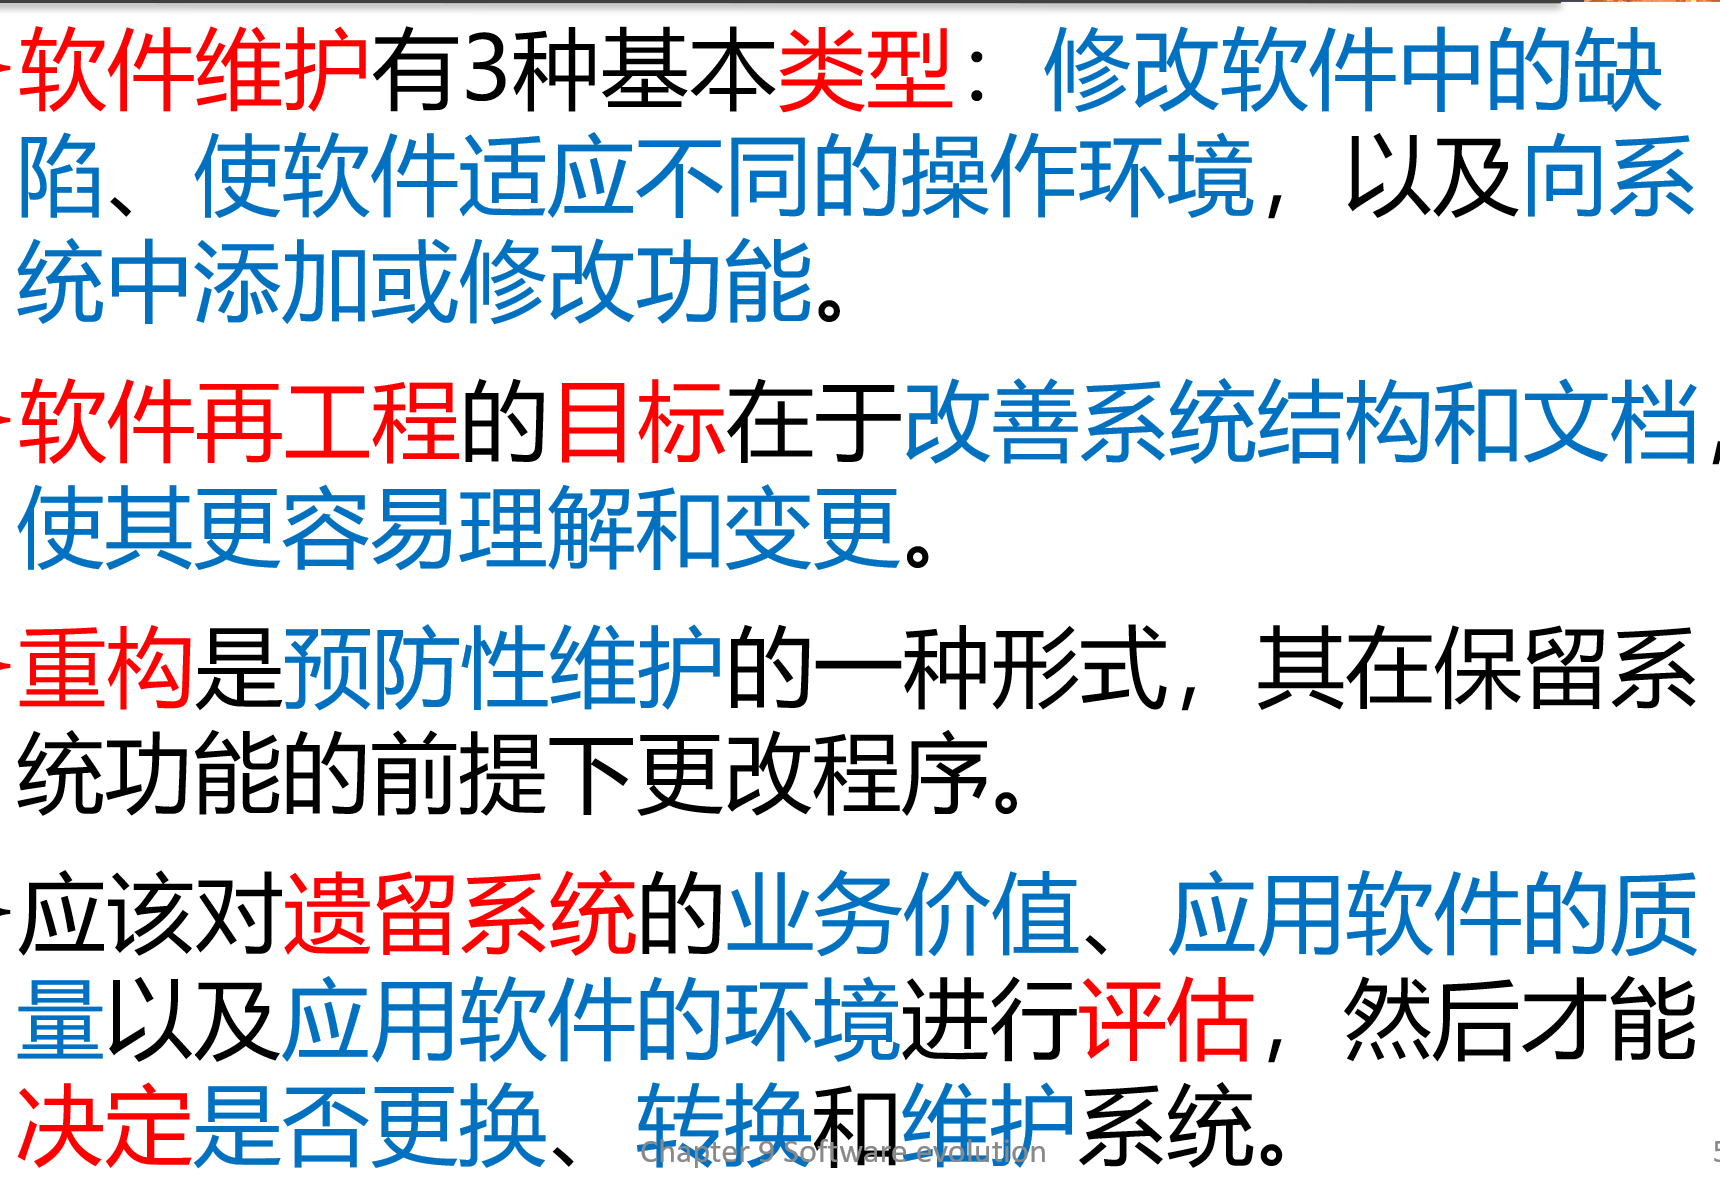 软件维护有3种基本类型：修改软件中的缺
陷、使软件适应不同的操作环境，以及向系
统中添加或修改功能。
软件再工程的目标在于改善系统结构和文档，
使其更容易理解和变更。
重构是预防性维护的一种形式，其在保留系
统功能的前提下更改程序。
应该对遗留系统的业务价值、应用软件的质
量以及应用软件的环境进行评估，然后才能
决定是否更换、转换和维护系统。
Chapter 9 Software evolution